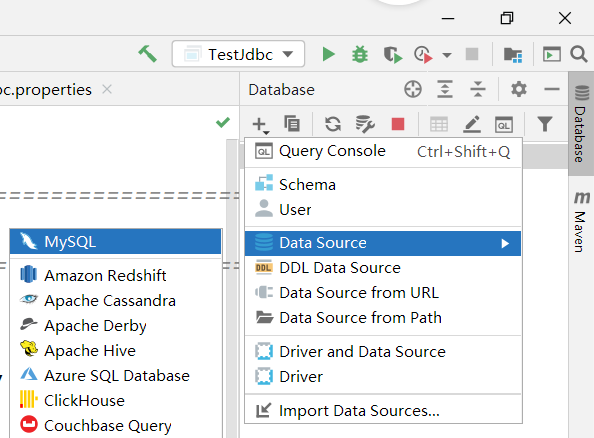 TestJdbc
bc.properties
Database
QL
Query Console Ctrl+Shift+Q
Schema
User
Data Source
DDL DDL Data Source
Data Source from URL
Data Source from Path
Driver and Data Source
Driver
Import Data Sources...
MySQL
Amazon Redshift
Apache Cassandra
Apache Derby
Apache Hive
Azure SQL Database
ClickHouse
Couchbase Query
Database
m
Maven